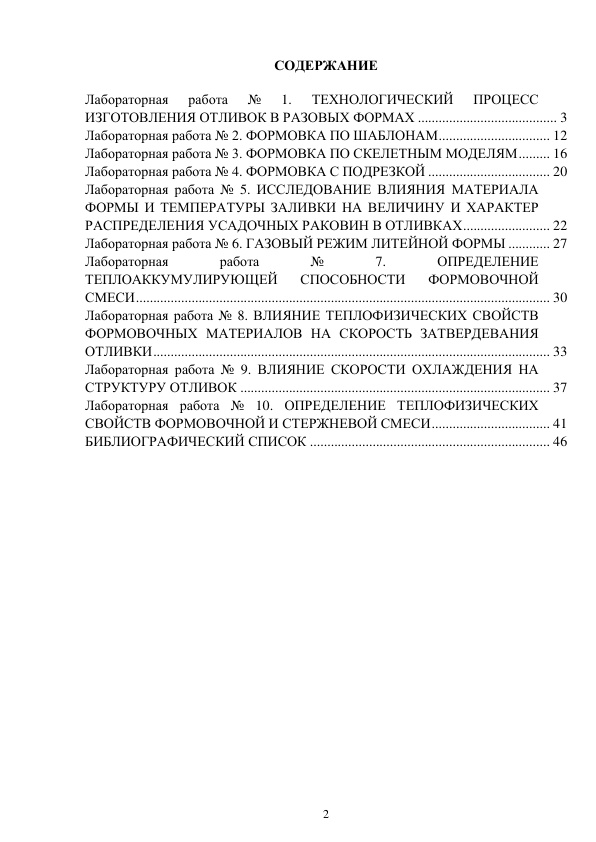 СОДЕРЖАНИЕ
Лабораторная работа № 1. ТЕХНОЛОГИЧЕСКИЙ ПРОЦЕСС
ИЗГОТОВЛЕНИЯ ОТЛИВОК В РАЗОВЫХ ФОРМАХ ........................................ 3
Лабораторная работа № 2. ФОРМОВКА ПО ШАБЛОНАМ................................ 12
Лабораторная работа № 3. ФОРМОВКА ПО СКЕЛЕТНЫМ МОДЕЛЯМ......... 16
Лабораторная работа № 4. ФОРМОВКА С ПОДРЕЗКОЙ ................................... 20
Лабораторная работа № 5. ИССЛЕДОВАНИЕ ВЛИЯНИЯ МАТЕРИАЛА
ФОРМЫ И ТЕМПЕРАТУРЫ ЗАЛИВКИ НА ВЕЛИЧИНУ И ХАРАКТЕР
РАСПРЕДЕЛЕНИЯ УСАДОЧНЫХ РАКОВИН В ОТЛИВКАХ......................... 22
Лабораторная работа № 6. ГАЗОВЫЙ РЕЖИМ ЛИТЕЙНОЙ ФОРМЫ ............ 27
Лабораторная работа № 7. ОПРЕДЕЛЕНИЕ
ТЕПЛОАККУМУЛИРУЮЩЕЙ СПОСОБНОСТИ ФОРМОВОЧНОЙ
СМЕСИ....................................................................................................................... 30
Лабораторная работа № 8. ВЛИЯНИЕ ТЕПЛОФИЗИЧЕСКИХ СВОЙСТВ
ФОРМОВОЧНЫХ МАТЕРИАЛОВ НА СКОРОСТЬ ЗАТВЕРДЕВАНИЯ
ОТЛИВКИ.................................................................................................................. 33
Лабораторная работа № 9. ВЛИЯНИЕ СКОРОСТИ ОХЛАЖДЕНИЯ НА
СТРУКТУРУ ОТЛИВОК ......................................................................................... 37
Лабораторная работа № 10. ОПРЕДЕЛЕНИЕ ТЕПЛОФИЗИЧЕСКИХ
СВОЙСТВ ФОРМОВОЧНОЙ И СТЕРЖНЕВОЙ СМЕСИ.................................. 41
БИБЛИОГРАФИЧЕСКИЙ СПИСОК ..................................................................... 46
2